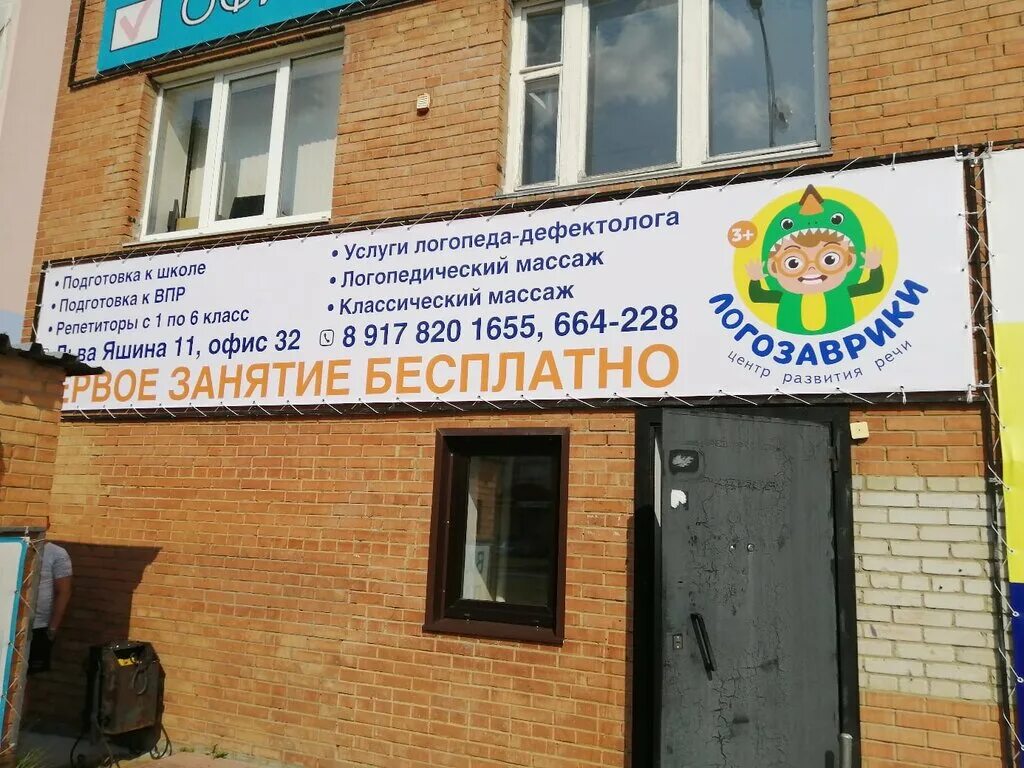 • Подготовка к школе
• Подготовка к ВПР
• Репетиторы с 1 по 6 класс
• Услуги логопеда-дефектолога
• Логопедический массаж
• Классический массаж
Льва Яшина 11, офис 32 8 917 820 1655, 664-228
ЕРВОЕ ЗАНЯТИЕ БЕСПЛАТНО
3+
ЛОГОЗАВРИКИ
центр развития речи